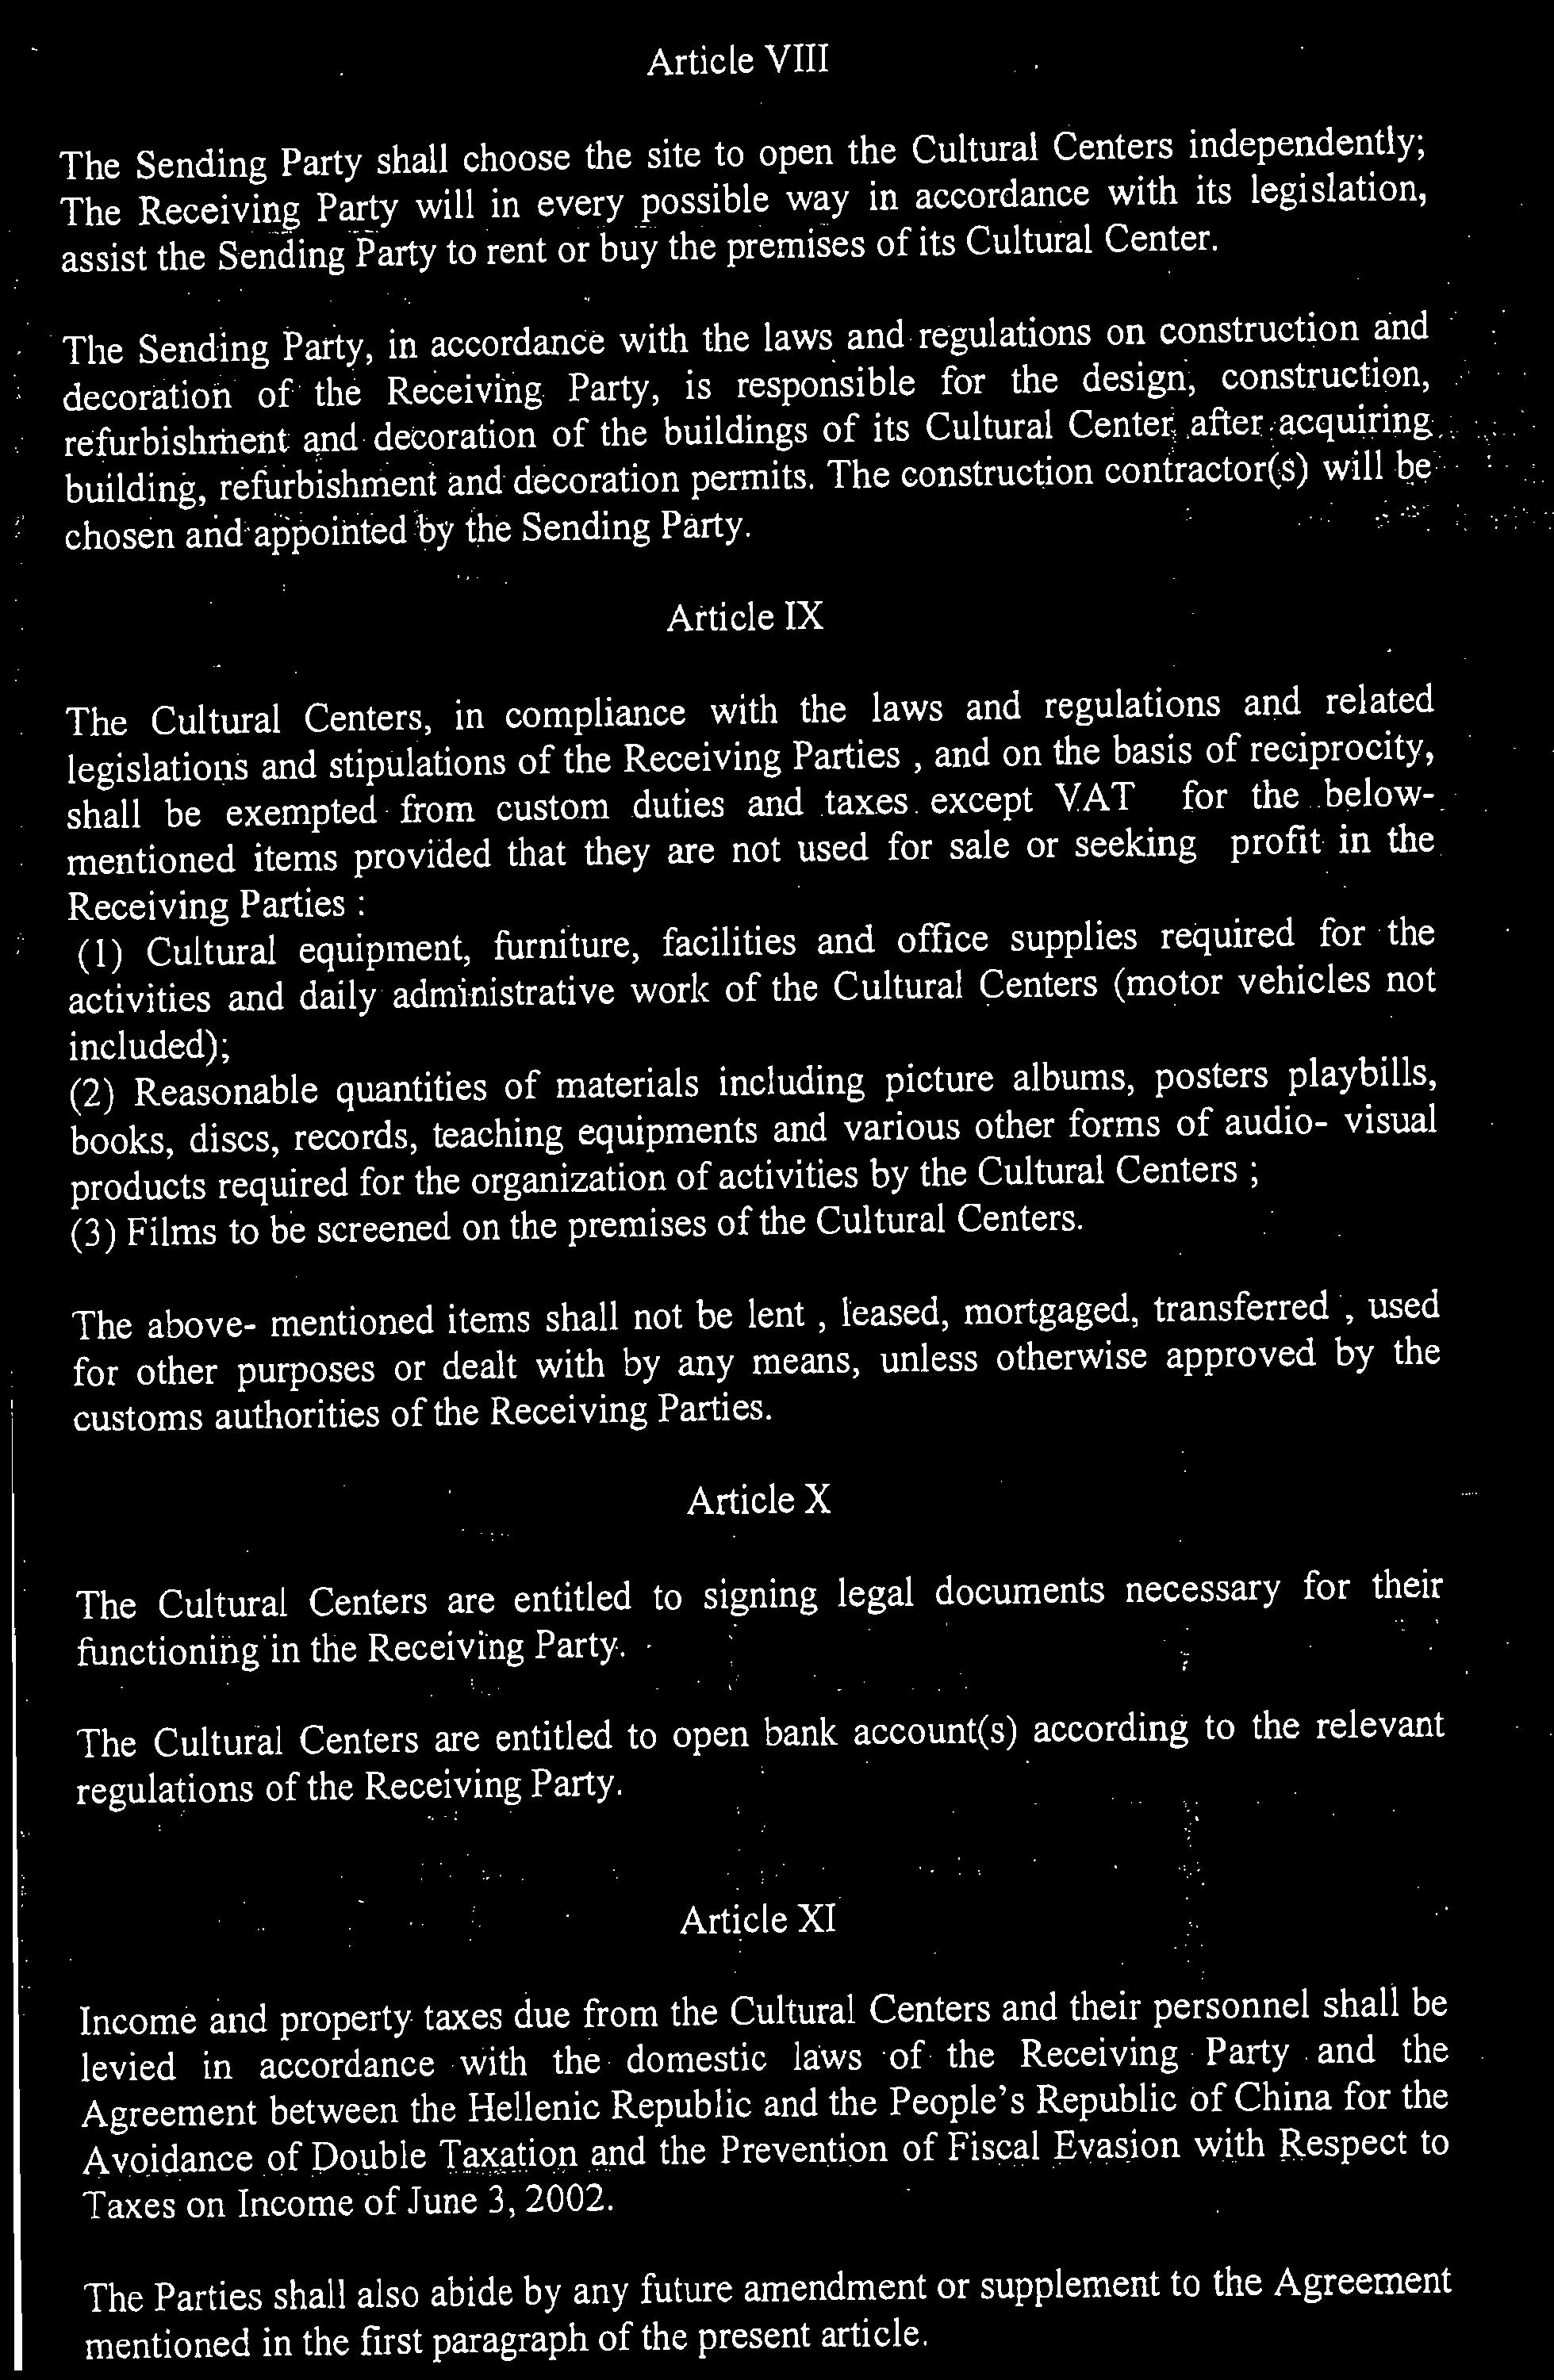 Article VIII
The Sending Party shall choose the site to open the Cultural Centers independently;
The Receiving Party will in every possible way in accordance with its legislation,
assist the Sending Party to rent or buy the premises of its Cultural Center.
The Sending Party, in accordance with the laws and regulations on construction and
decoration of the Receiving Party, is responsible for the design, construction,
refurbishment and decoration of the buildings of its Cultural Center, after acquiring
building, refurbishment and decoration permits. The construction contractor(s) will be
chosen and appointed by the Sending Party.
Article IX
The Cultural Centers, in compliance with the laws and regulations and related
legislations and stipulations of the Receiving Parties , and on the basis of reciprocity,
shall be exempted from custom duties and taxes except VAT for the below-
mentioned items provided that they are not used for sale or seeking profit in the
Receiving Parties :
(1) Cultural equipment, furniture, facilities and office supplies required for the
activities and daily administrative work of the Cultural Centers (motor vehicles not
included);
(2) Reasonable quantities of materials including picture albums, posters playbills,
books, discs, records, teaching equipments and various other forms of audio- visual
products required for the organization of activities by the Cultural Centers ;
(3) Films to be screened on the premises of the Cultural Centers.
The above- mentioned items shall not be lent , leased, mortgaged, transferred , used
for other purposes or dealt with by any means, unless otherwise approved by the
customs authorities of the Receiving Parties.
Article X
The Cultural Centers are entitled to signing legal documents necessary for their
functioning in the Receiving Party.
The Cultural Centers are entitled to open bank account(s) according to the relevant
regulations of the Receiving Party.
Article XI
Income and property taxes due from the Cultural Centers and their personnel shall be
levied in accordance with the domestic laws of the Receiving Party and the
Agreement between the Hellenic Republic and the People's Republic of China for the
Avoidance of Double Taxation and the Prevention of Fiscal Evasion with Respect to
Taxes on Income of June 3, 2002.
The Parties shall also abide by any future amendment or supplement to the Agreement
mentioned in the first paragraph of the present article.